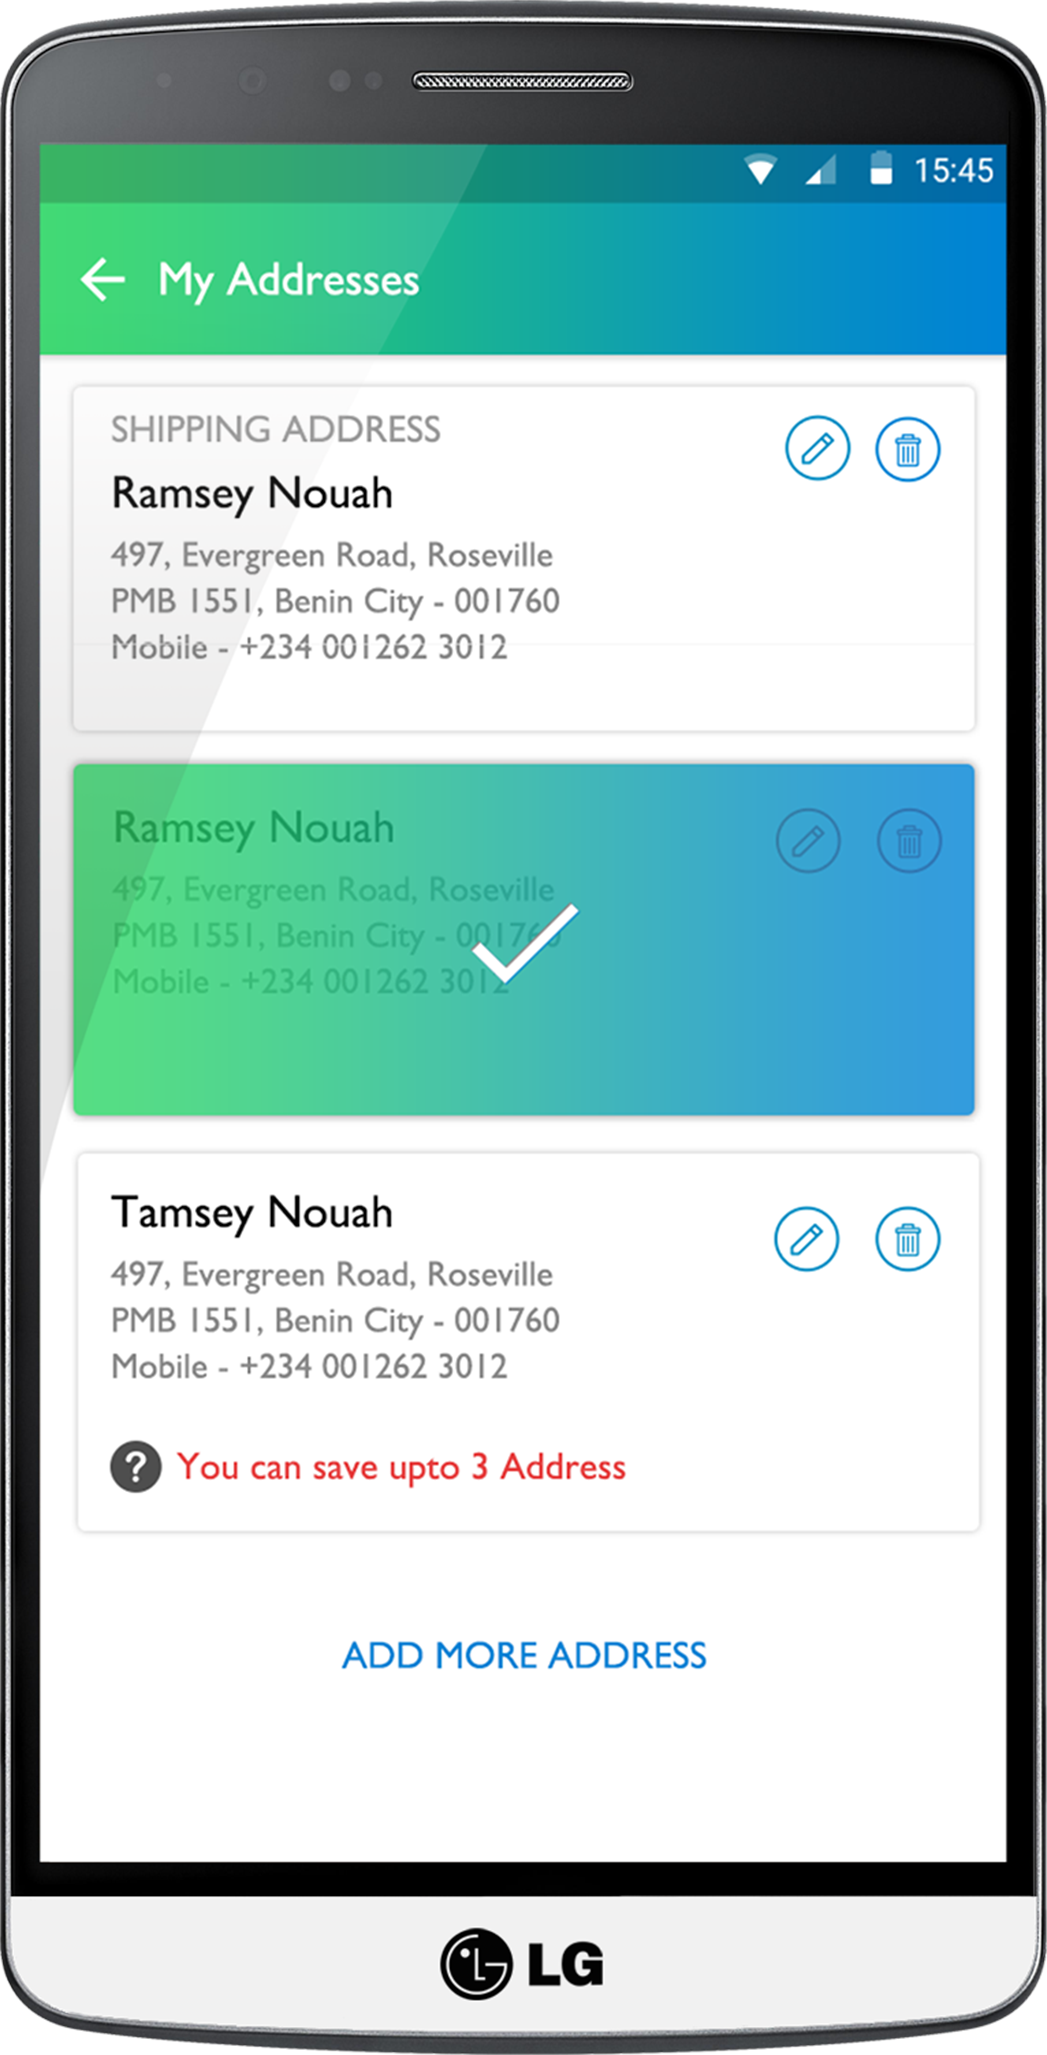 15:45
My Addresses
SHIPPING ADDRESS
Ramsey Nouah
497, Evergreen Road, Roseville
PMB 1551, Benin City - 001760
Mobile - +234 001262 3012
Ramsey Nouah
497, Evergreen Road, Roseville
PMB 1551, Benin City - 001760
Mobile - +234 001262 3012
Tamsey Nouah
497, Evergreen Road, Roseville
PMB 1551, Benin City - 001760
Mobile - +234 001262 3012
? You can save upto 3 Address
ADD MORE ADDRESS
LG